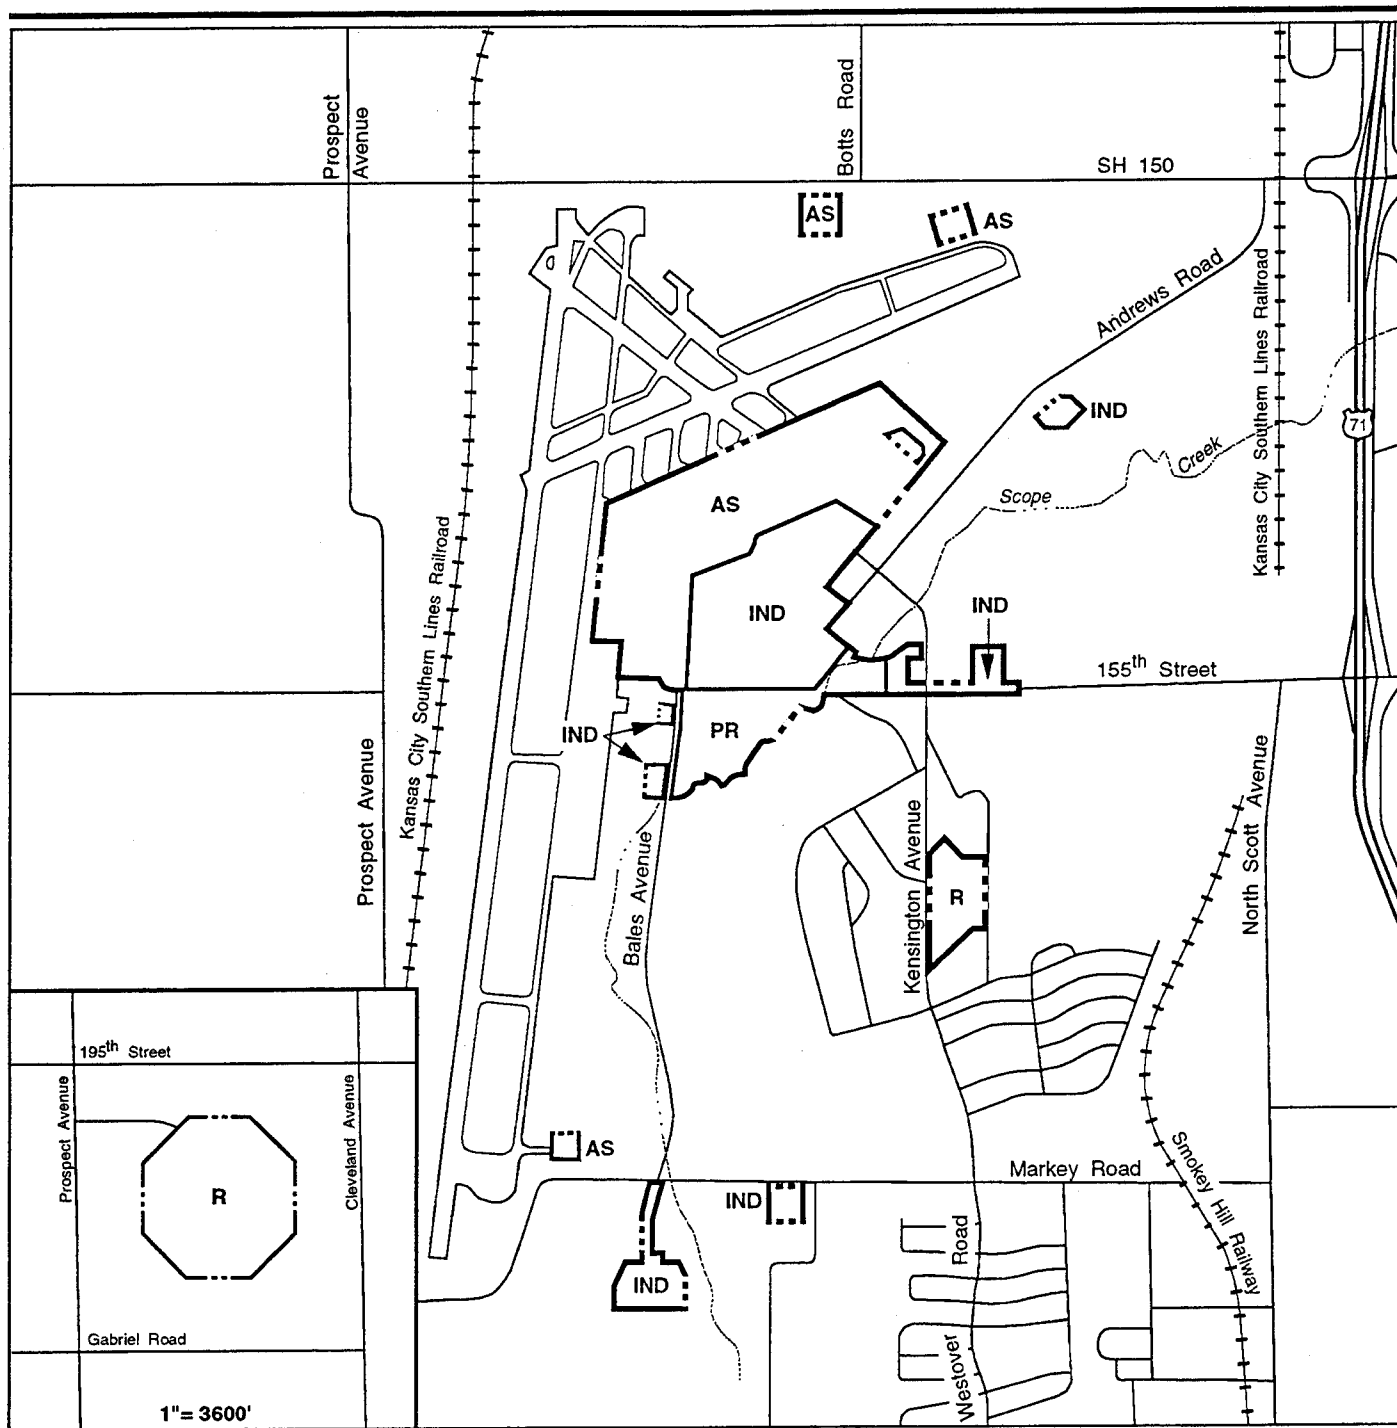 Prospect
Avenue
Botts Road
SH 150
AS
AS
Andrews Road
Kansas City Southern Lines Railroad
71
IND
Creek
Scope
AS
Kansas City Southern Lines Railroad
IND
IND
155th Street
IND
PR
Prospect Avenue
North Scott Avenue
Bales Avenue
Kensington Avenue
R
195th Street
Prospect Avenue
Cleveland Avenue
R
Gabriel Road
1"= 3600'
AS
Markey Road
Smokey Hill Railway
IND
IND
Westover Road